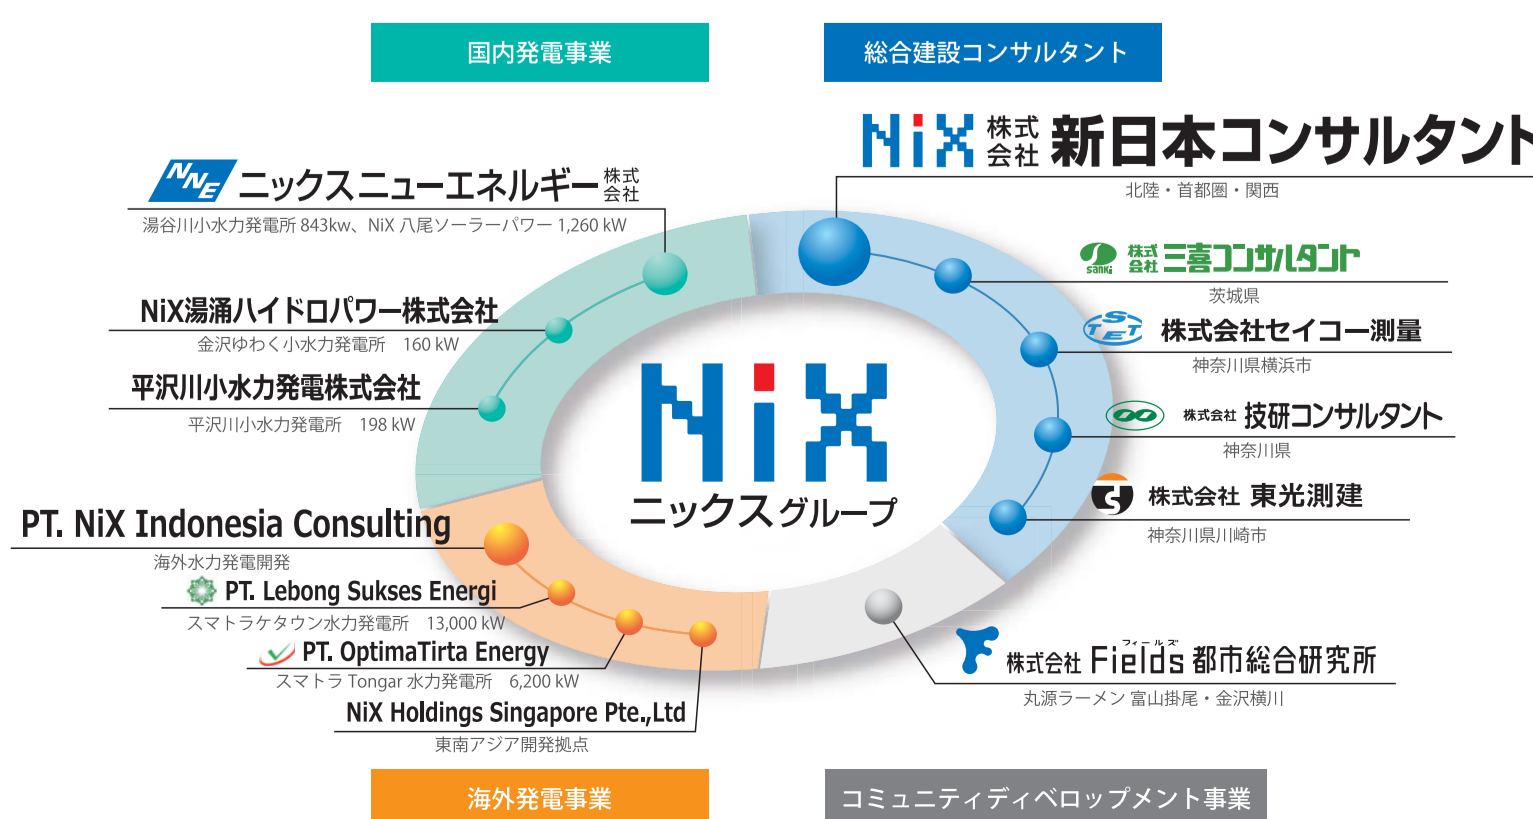 国内発電事業
総合建設コンサルタント
NiX 株式会社 新日本コンサルタント
北陸・首都圏・関西
NNE ニックスニューエネルギー株式会社
湯谷川小水力発電所 843kw、NiX 八尾ソーラーパワー 1,260 kW
sanki 株式会社 三喜コンサルタント
茨城県
NiX湯涌ハイドロパワー株式会社
金沢ゆわく小水力発電所 160 kW
STET 株式会社セイコー測量
神奈川県横浜市
平沢川小水力発電株式会社
平沢川小水力発電所 198 kW
株式会社 技研コンサルタント
神奈川県
NiX
ニックスグループ
株式会社 東光測建
神奈川県川崎市
PT. NiX Indonesia Consulting
海外水力発電開発
PT. Lebong Sukses Energi
スマトラケタウン水力発電所 13,000 kW
PT. OptimaTirta Energy
スマトラ Tongar 水力発電所 6,200 kW
NiX Holdings Singapore Pte.,Ltd
東南アジア開発拠点
フィールズ
株式会社 Fields 都市総合研究所
丸源ラーメン 富山掛尾・金沢横川
海外発電事業
コミュニティディベロップメント事業